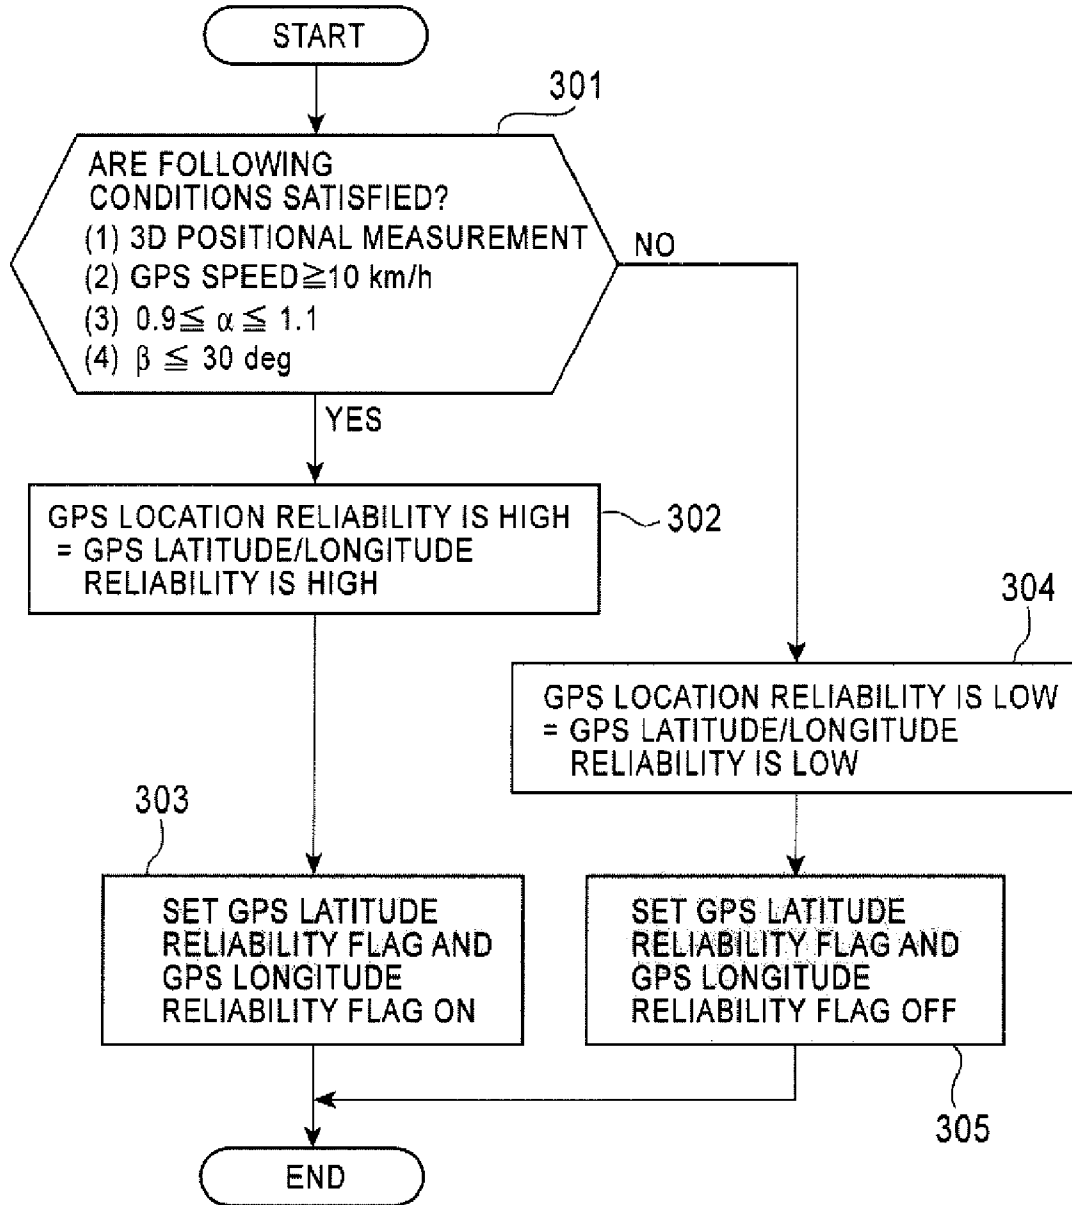 START
301
ARE FOLLOWING
CONDITIONS SATISFIED?
(1) 3D POSITIONAL MEASUREMENT
(2) GPS SPEED≧10 km/h
(3) 0.9≦ α ≦ 1.1
(4) β ≦ 30 deg
NO
YES
GPS LOCATION RELIABILITY IS HIGH
= GPS LATITUDE/LONGITUDE
RELIABILITY IS HIGH
302
304
GPS LOCATION RELIABILITY IS LOW
= GPS LATITUDE/LONGITUDE
RELIABILITY IS LOW
303
SET GPS LATITUDE
RELIABILITY FLAG AND
GPS LONGITUDE
RELIABILITY FLAG ON
SET GPS LATITUDE
RELIABILITY FLAG AND
GPS LONGITUDE
RELIABILITY FLAG OFF
305
END